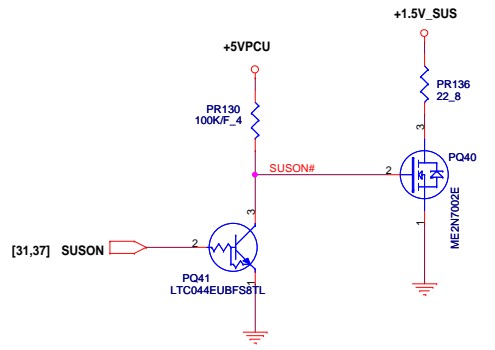 +1.5V_SUS
+5VPCU
PR136
22_8
PR130
100K/F_4
3
PQ40
SUSON#
2
ME2N7002E
3
1
[31,37] SUSON
2
PQ41
LTC044EUBFS8TL
1